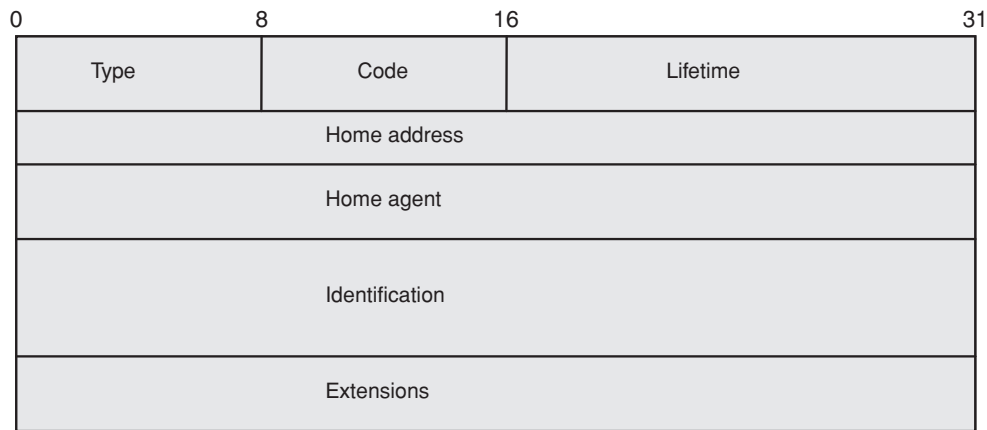 0 8 16 31
Type Code Lifetime
Home address
Home agent
Identification
Extensions